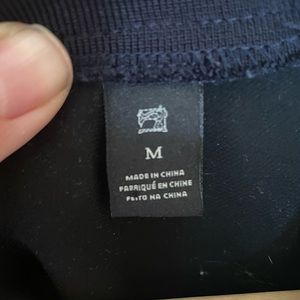 M
MADE IN CHINA
FABRIQUÉ EN CHINE
FEITO NA CHINA